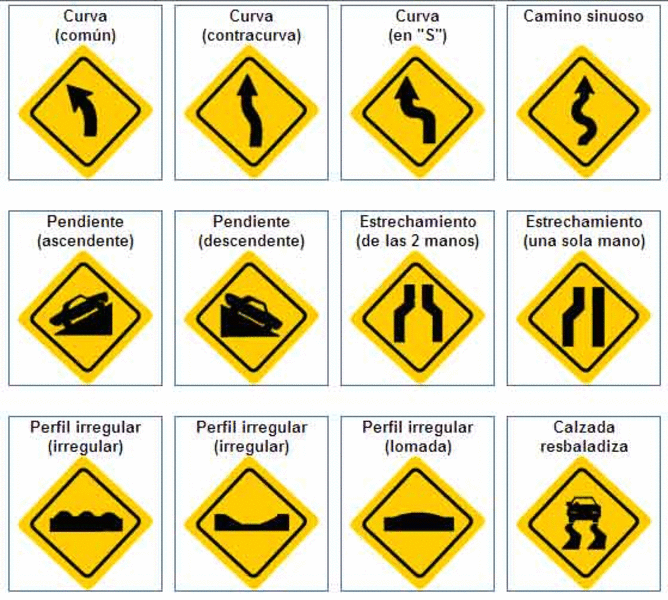 Curva
(común)
Curva
(contracurva)
Curva
(en "S")
Camino sinuoso
Pendiente
(ascendente)
Pendiente
(descendente)
Estrechamiento
(de las 2 manos)
Estrechamiento
(una sola mano)
Perfil irregular
(irregular)
Perfil irregular
(irregular)
Perfil irregular
(lomada)
Calzada
resbaladiza